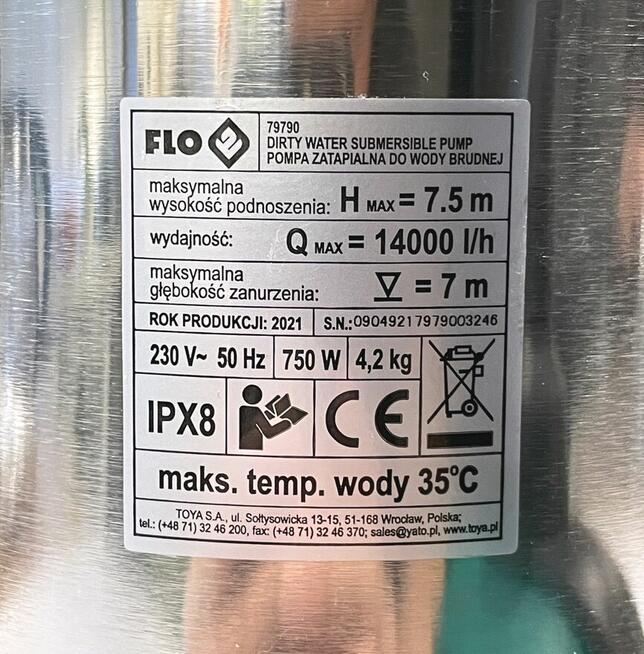 FLO
79790
DIRTY WATER SUBMERSIBLE PUMP
POMPA ZATAPIALNA DO WODY BRUDNEJ
maksymalna
wysokość podnoszenia: H MAX = 7.5 m
wydajność: Q MAX = 14000 l/h
maksymalna
głębokość zanurzenia: = 7 m
ROK PRODUKCJI: 2021 S.N.:09049217979003246
230 V~ 50 Hz 750 W 4,2 kg
IPX8 CE
maks. temp. wody 35°C
TOYA S.A., ul. Sołtysowicka 13-15, 51-168 Wrocław, Polska;
tel.: (+48 71) 32 46 200, fax: (+48 71) 32 46 370; sales@yato.pl, www.toya.pl